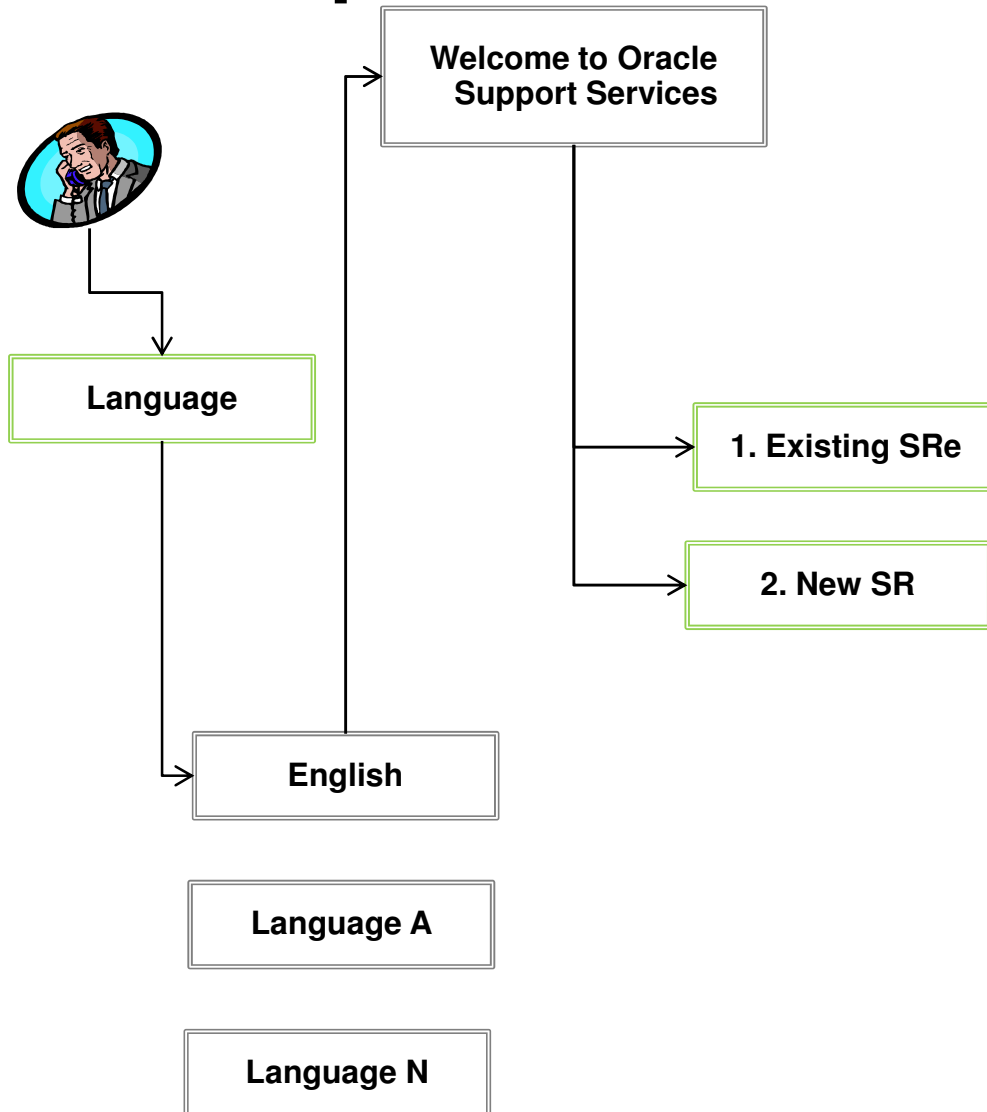 Welcome to Oracle
Support Services
Language
1. Existing SRe
2. New SR
English
Language A
Language N